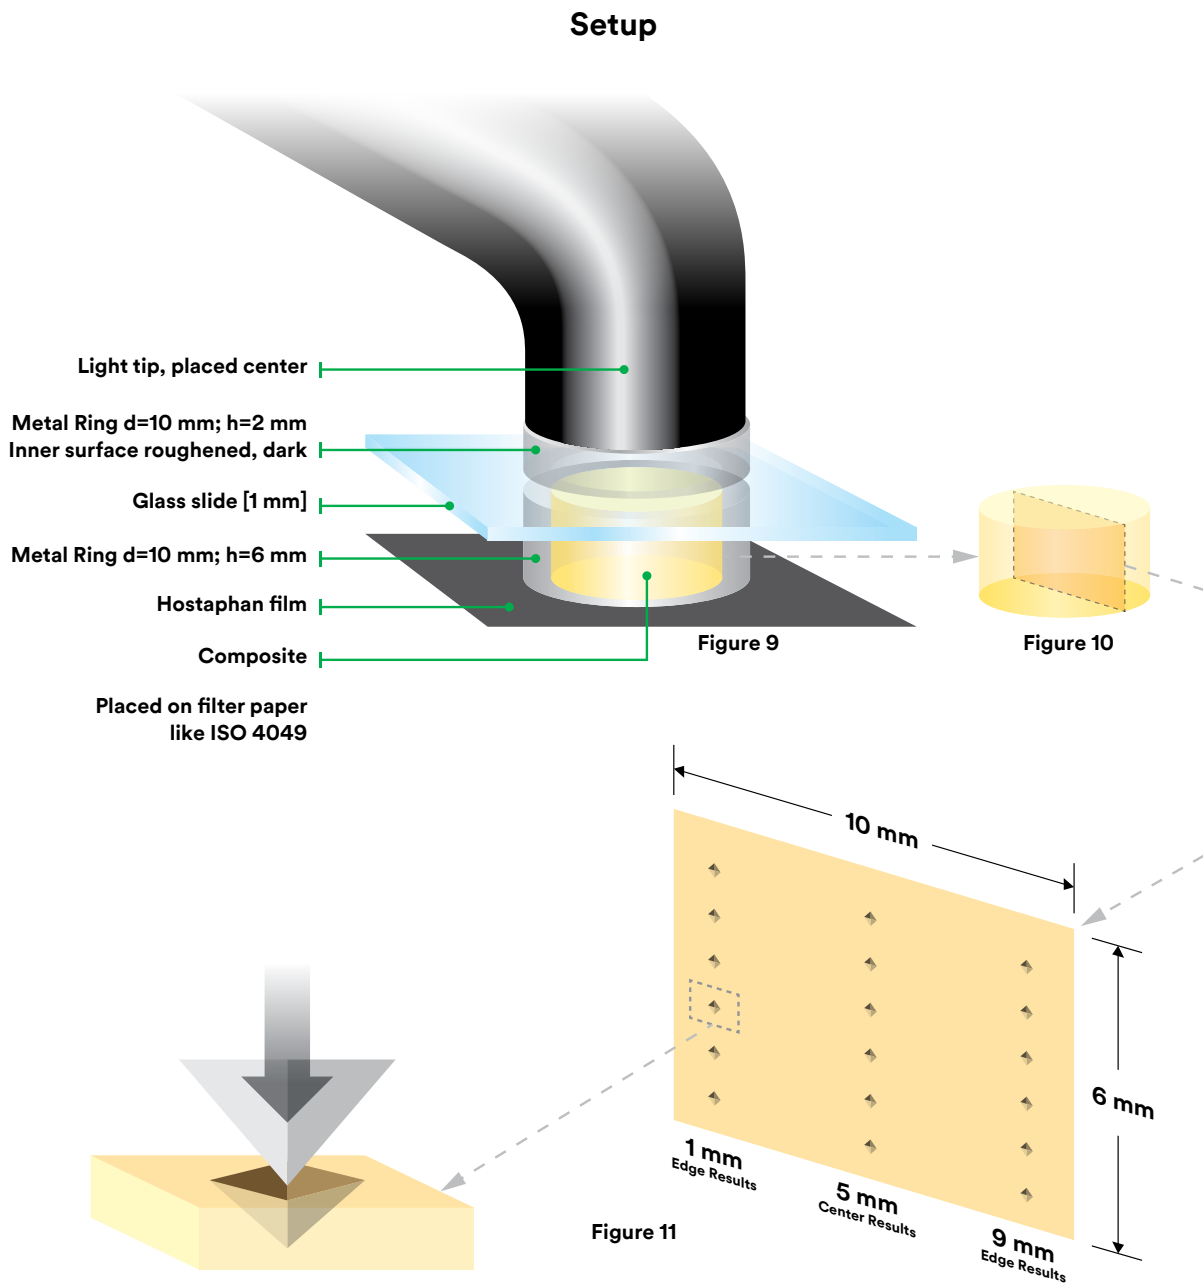 Setup
Light tip, placed center
Metal Ring d=10 mm; h=2 mm
Inner surface roughened, dark
Glass slide [1 mm]
Metal Ring d=10 mm; h=6 mm
Hostaphan film
Composite
Placed on filter paper
like ISO 4049
Figure 9
Figure 10
10 mm
6 mm
1 mm
Edge Results
5 mm
Center Results
9 mm
Edge Results
Figure 11